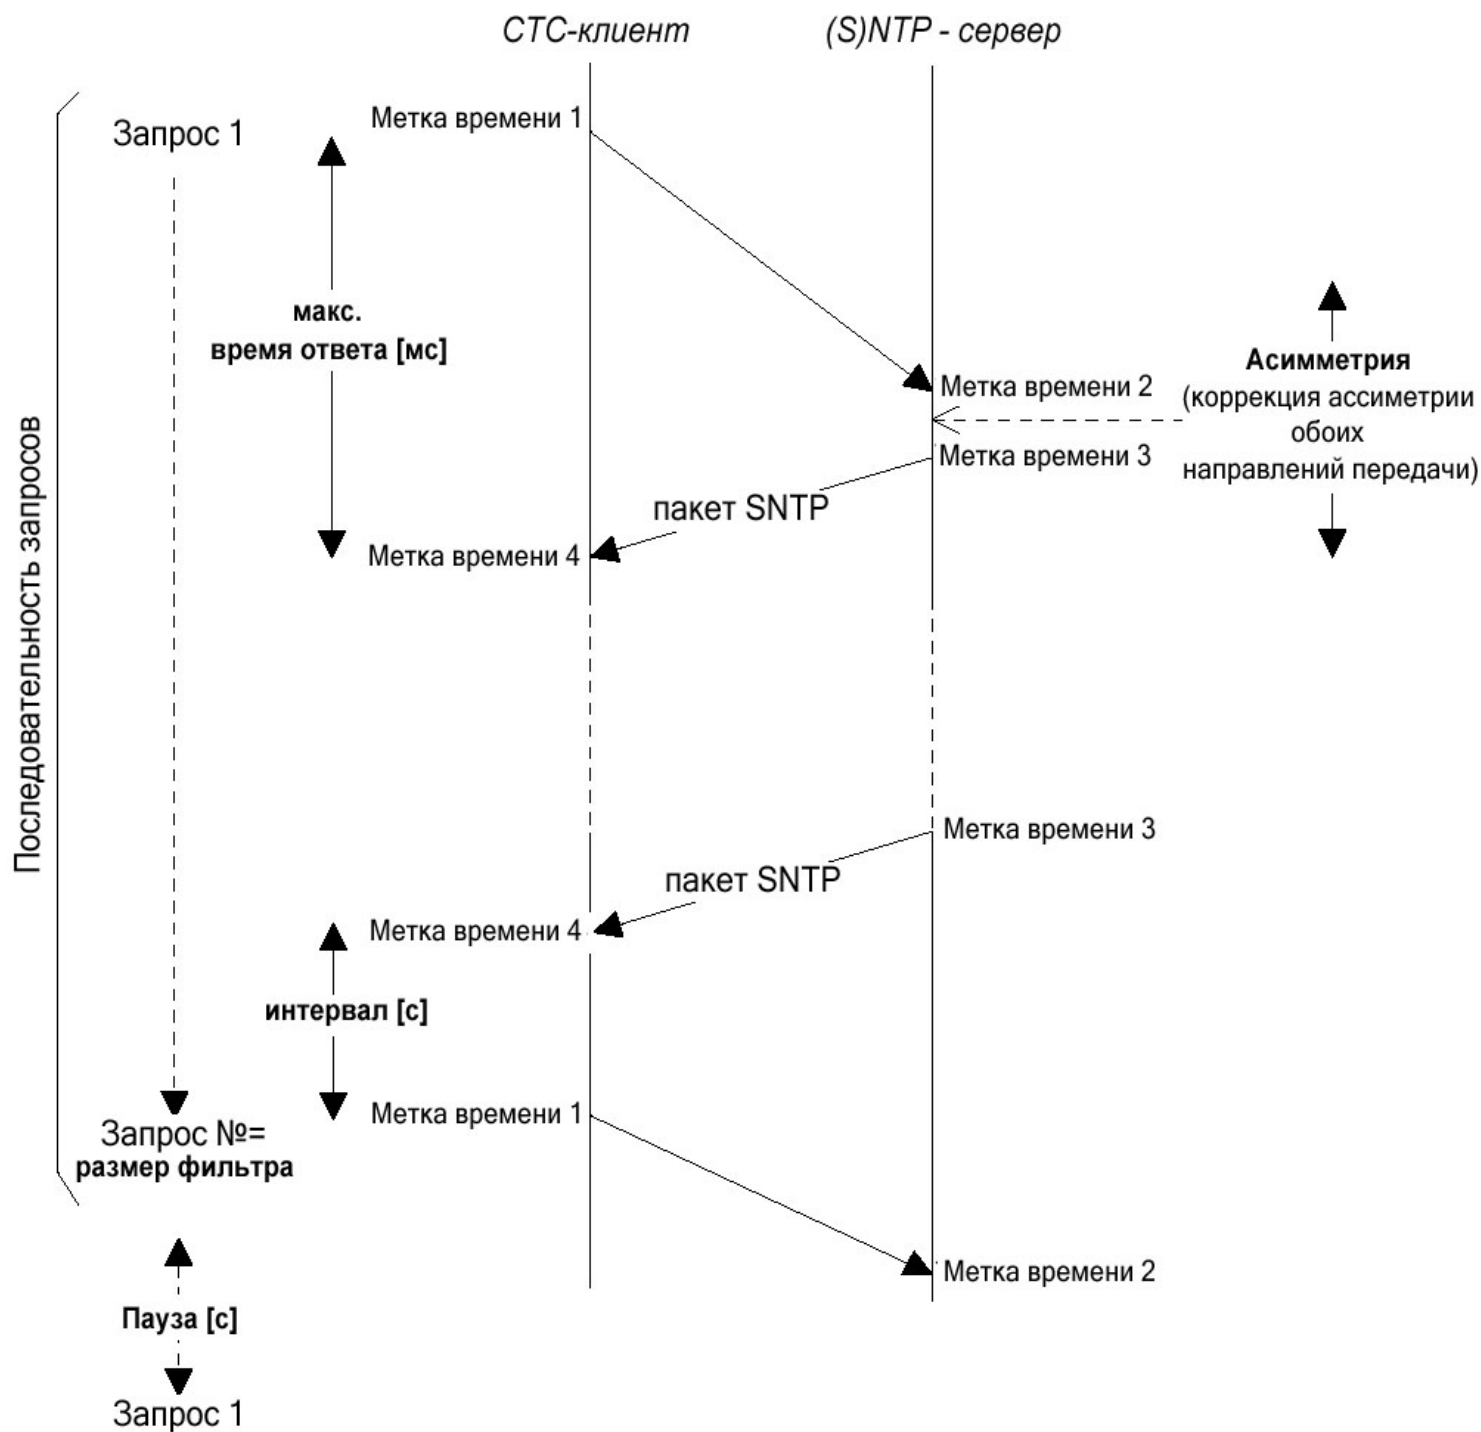 СТС-клиент
(S)NTP - сервер
Запрос 1
Метка времени 1
макс.
время ответа [мс]
Метка времени 2
Асимметрия
(коррекция ассиметрии
обоих
направлений передачи)
Метка времени 3
пакет SNTP
Метка времени 4
Последовательность запросов
Метка времени 3
пакет SNTP
Метка времени 4
интервал [с]
Метка времени 1
Запрос №=
размер фильтра
Метка времени 2
Пауза [с]
Запрос 1